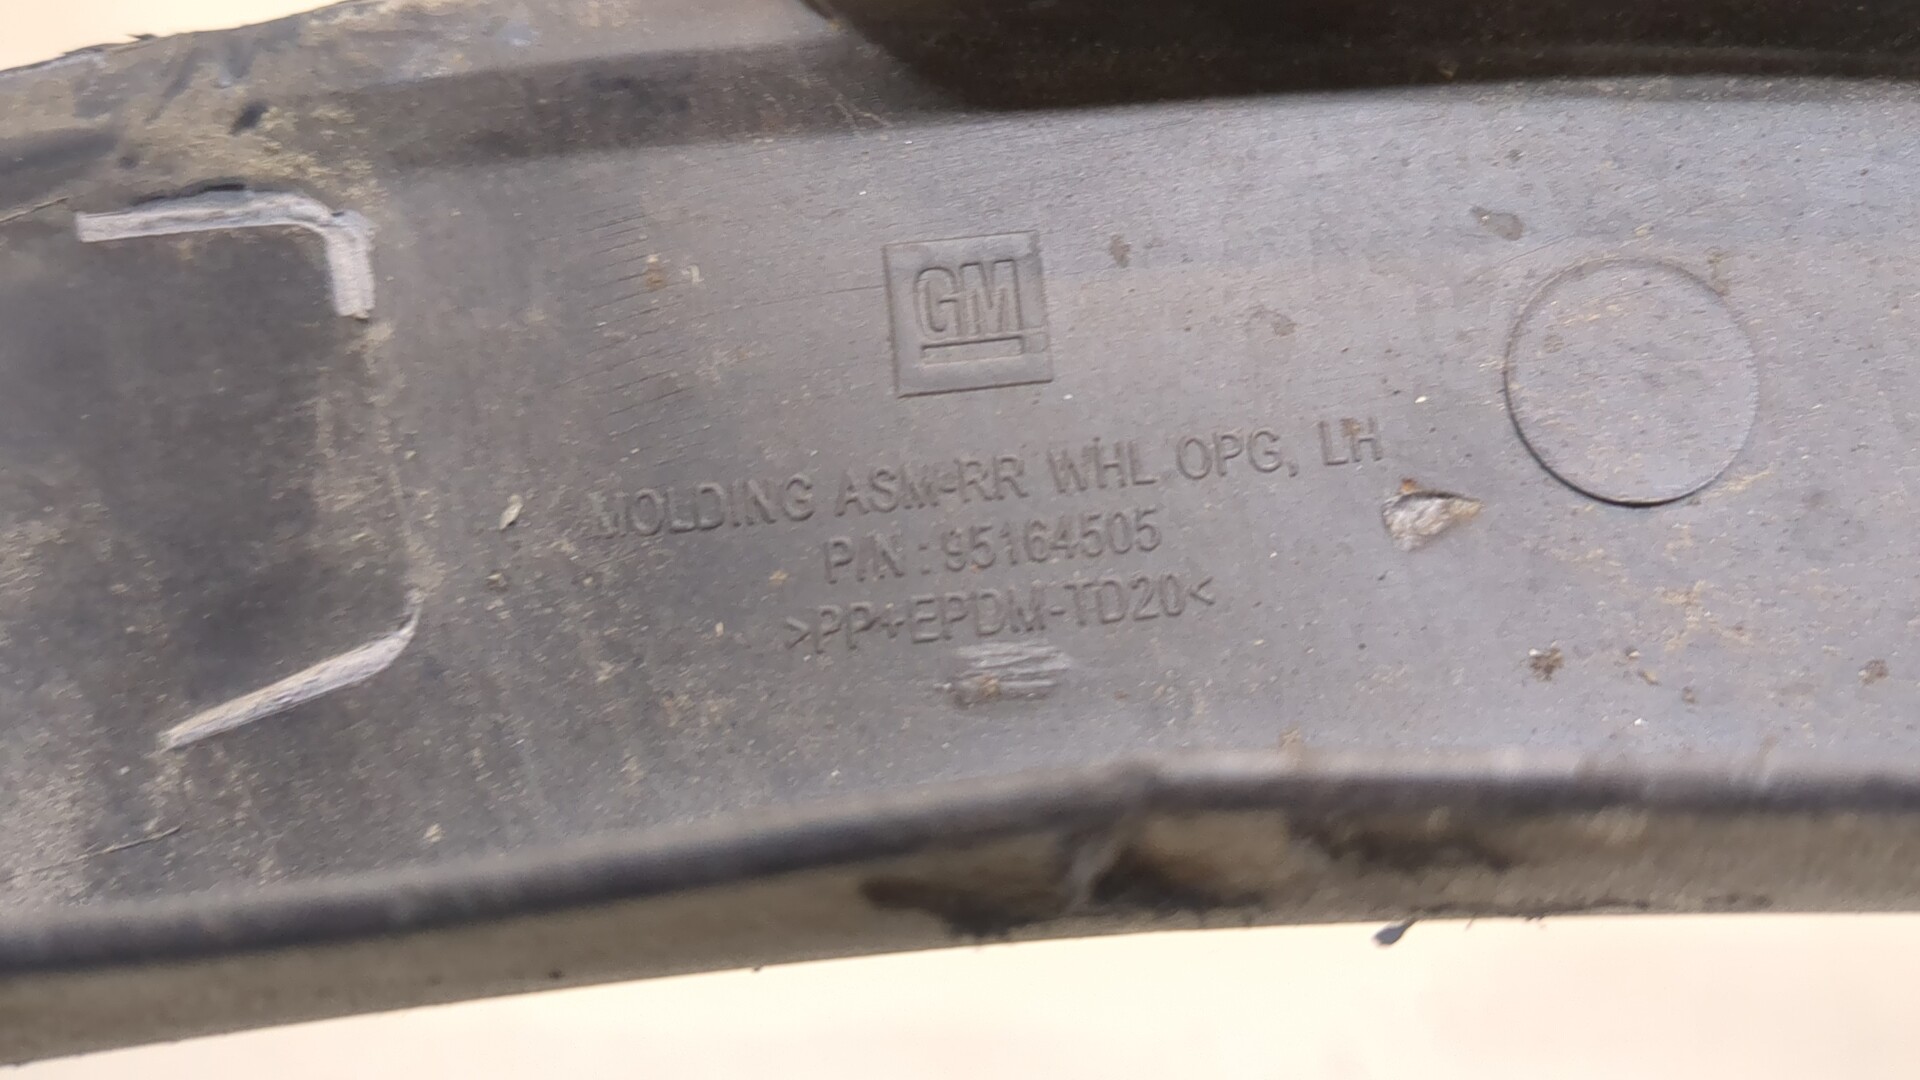 GM
MOLDING ASM-RR WHL OPG, LH
P/N : 95164505
>PP+EPDM-TD20<